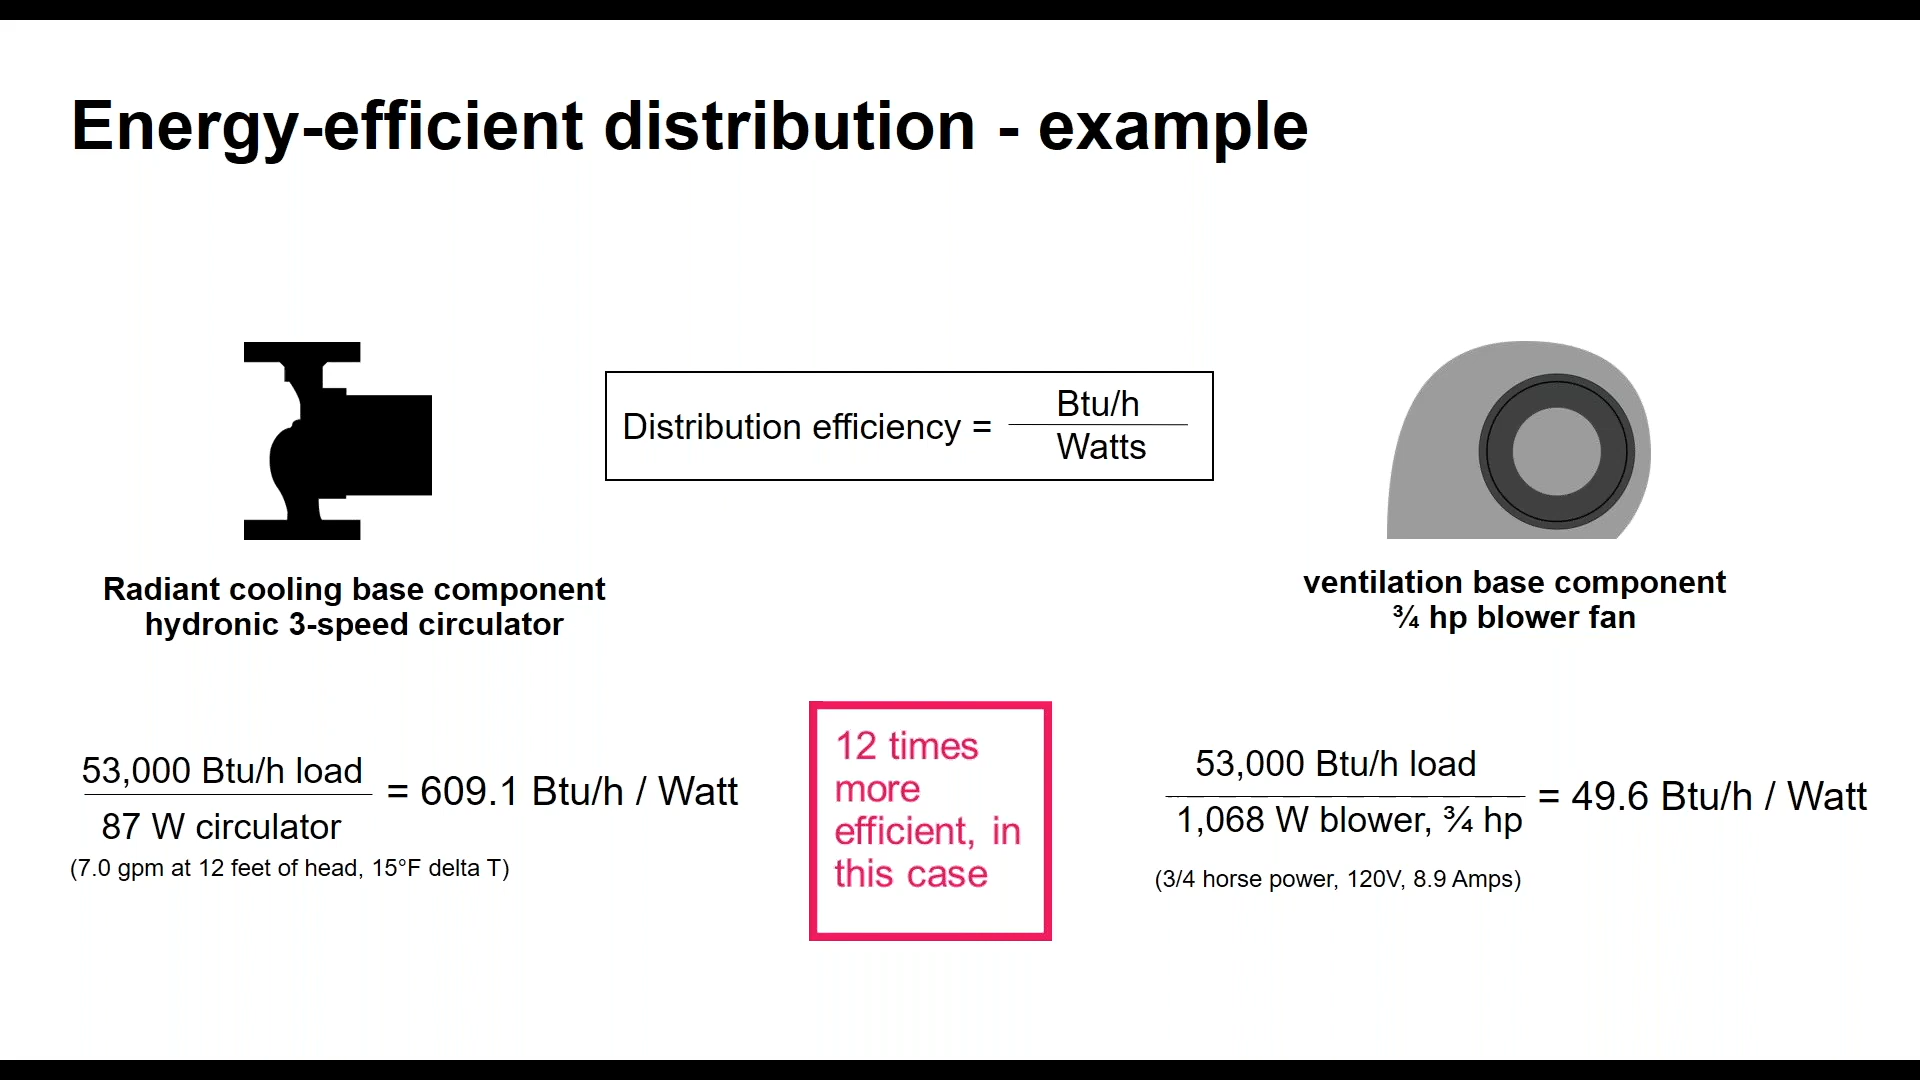 Energy-efficient distribution - example
Distribution efficiency =
Btu/h
Watts
Radiant cooling base component
hydronic 3-speed circulator
ventilation base component
¾ hp blower fan
53,000 Btu/h load
87 W circulator
= 609.1 Btu/h / Watt
(7.0 gpm at 12 feet of head, 15°F delta T)
12 times
more
efficient, in
this case
53,000 Btu/h load
1,068 W blower, ¾ hp
= 49.6 Btu/h / Watt
(3/4 horse power, 120V, 8.9 Amps)